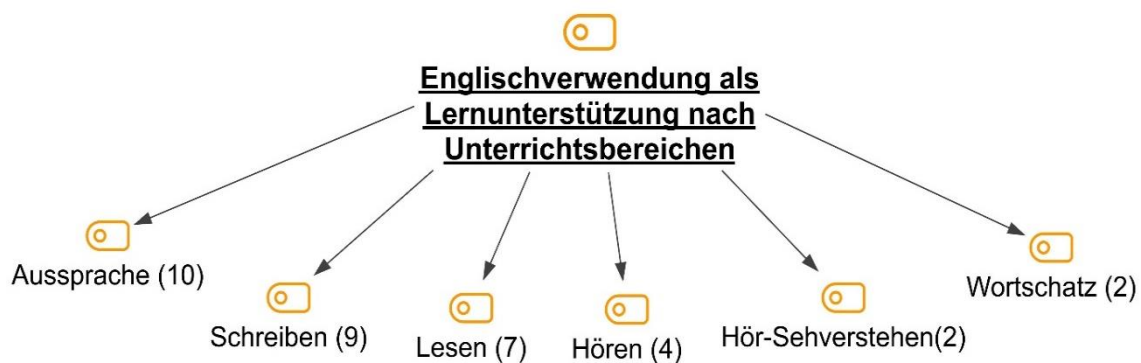 Englischverwendung als
Lernunterstützung nach
Unterrichtsbereichen
Aussprache (10)
Schreiben (9)
Lesen (7)
Hören (4)
Hör-Sehverstehen(2)
Wortschatz (2)